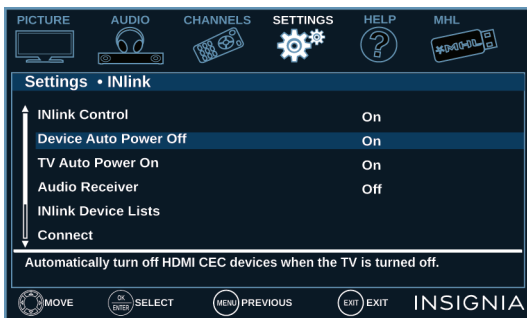 PICTURE AUDIO CHANNELS SETTINGS HELP MHL
MHL
Settings • INlink
INlink Control On
Device Auto Power Off On
TV Auto Power On On
Audio Receiver Off
INlink Device Lists
Connect
Automatically turn off HDMI CEC devices when the TV is turned off.
MOVE OK ENTER SELECT MENU PREVIOUS EXIT EXIT INSIGNIA